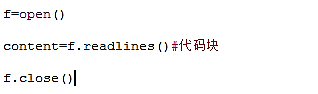 f=open()
content=f.readlines()#代码块
f.close()